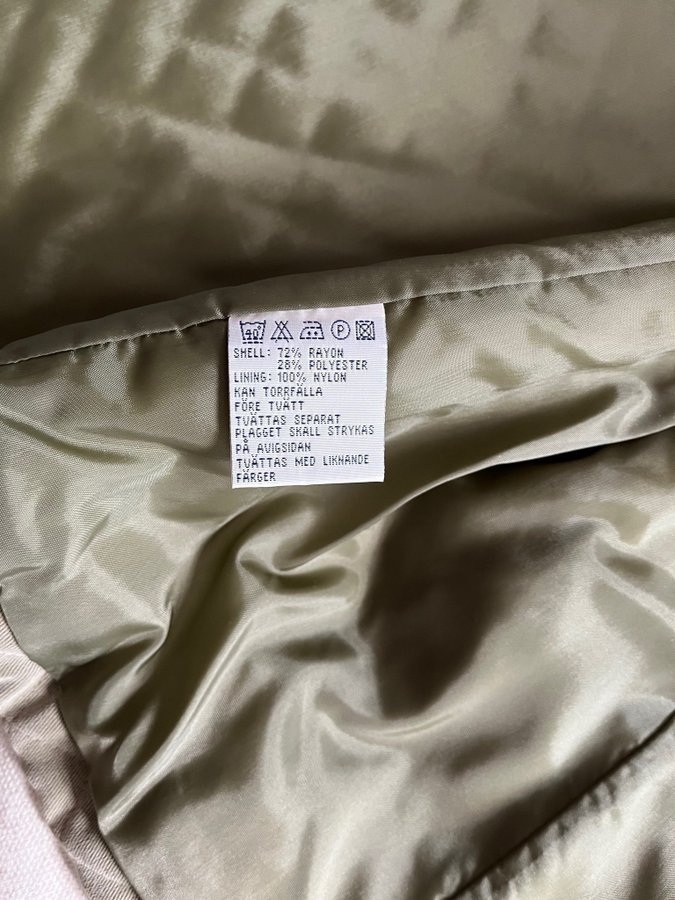 40
P
SHELL: 72% RAYON
28% POLYESTER
LINING: 100% NYLON
KAN TORRFÄLLA
FÖRE TVÄTT
TVÄTTAS SEPARAT
PLAGGET SKALL STRYKAS
PÅ AVIGSIDAN
TVÄTTAS MED LIKNANDE
FÄRGER